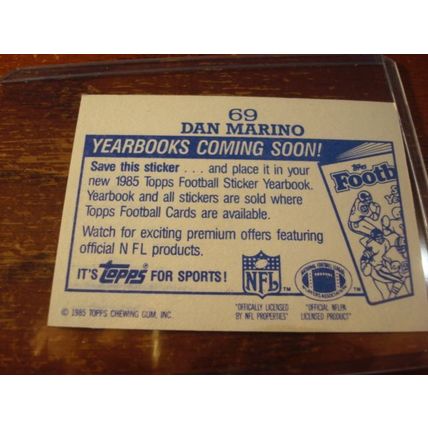 69
DAN MARINO
YEARBOOKS COMING SOON!
Save this sticker . . . and place it in your
new 1985 Topps Football Sticker Yearbook.
Yearbook and all stickers are sold where
Topps Football Cards are available.
Watch for exciting premium offers featuring
official N FL products.
IT'S Topps FOR SPORTS!
NFL
TM
TM
© 1985 TOPPS CHEWING GUM, INC.
"OFFICIALLY LICENSED
BY NFL PROPERTIES"
"OFFICIAL NFLPA
LICENSED PRODUCT"
Topps
Footb